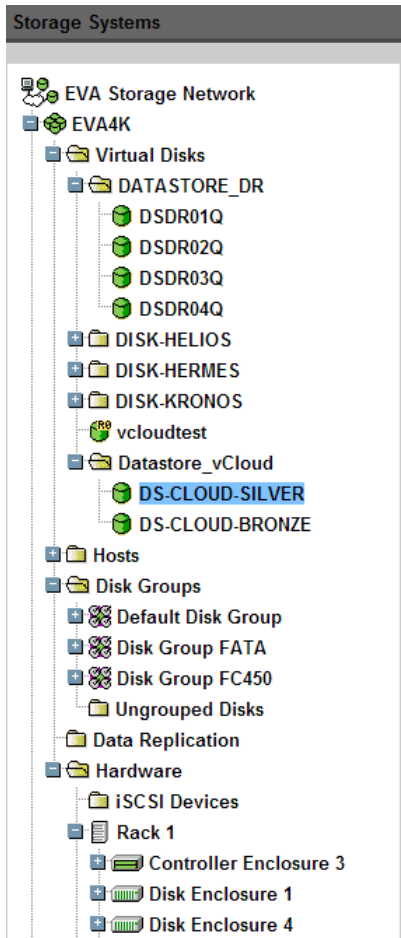 Storage Systems
EVA Storage Network
EVA4K
Virtual Disks
DATASTORE_DR
DSDR01Q
DSDR02Q
DSDR03Q
DSDR04Q
DISK-HELIOS
DISK-HERMES
DISK-KRONOS
R0 vcloudtest
Datastore_vCloud
DS-CLOUD-SILVER
DS-CLOUD-BRONZE
Hosts
Disk Groups
Default Disk Group
Disk Group FATA
Disk Group FC450
Ungrouped Disks
Data Replication
Hardware
iSCSI Devices
Rack 1
Controller Enclosure 3
Disk Enclosure 1
Disk Enclosure 4